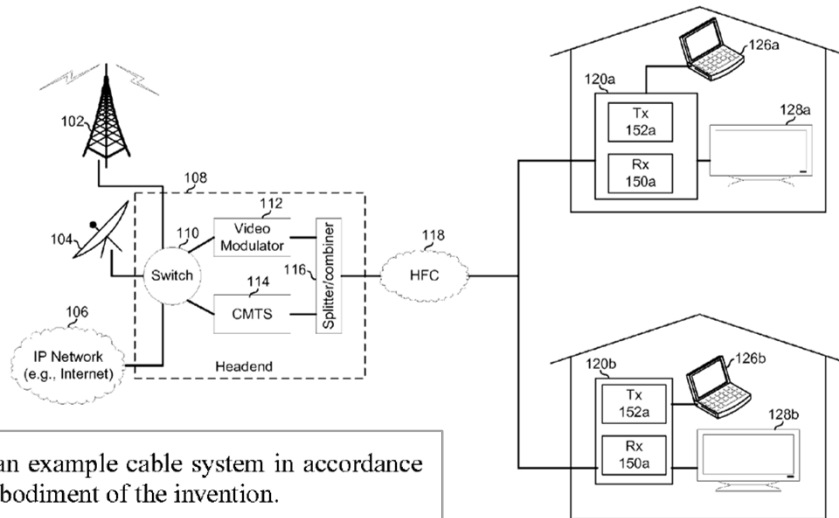 102
104
106
IP Network
(e.g., Internet)
108
110
Switch
112
Video
Modulator
114
CMTS
116
Splitter/combiner
Headend
118
HFC
120a
Tx
152a
Rx
150a
126a
128a
120b
Tx
152a
Rx
150a
126b
128b
an example cable system in accordance
bodiment of the invention.